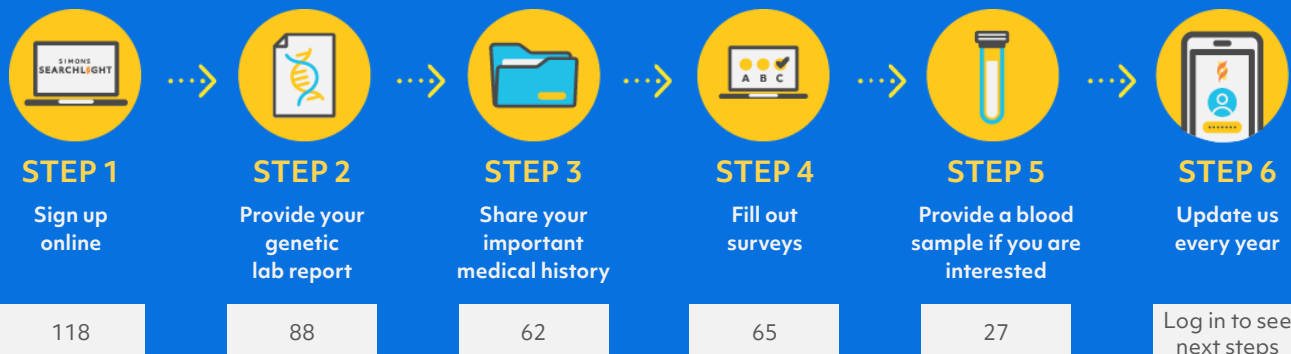 SIMONS
SEARCHLIGHT
A B C
STEP 1
STEP 2
STEP 3
STEP 4
STEP 5
STEP 6
Sign up
online
Provide your
genetic
lab report
Share your
important
medical history
Fill out
surveys
Provide a blood
sample if you are
interested
Update us
every year
118
88
62
65
27
Log in to see
next steps